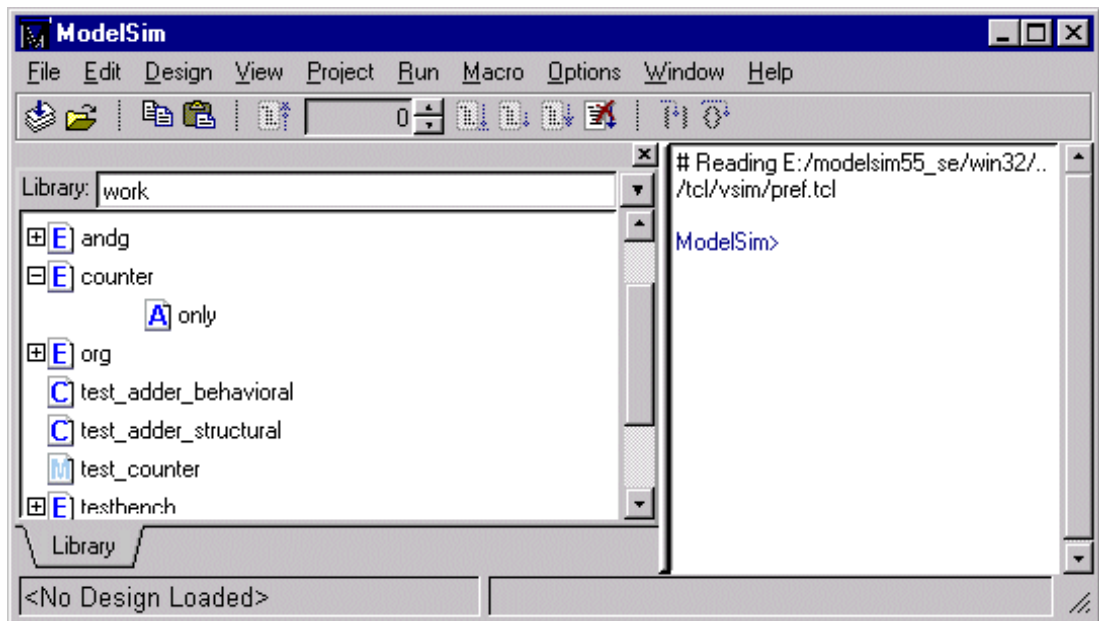 ModelSim
File Edit Design View Project Run Macro Options Window Help
0
Library: work
E andg
E counter
A only
E org
C test_adder_behavioral
C test_adder_structural
M test_counter
E testbench
Library
# Reading E:/modelsim55_se/win32/..
/tcl/vsim/pref.tcl
ModelSim>
<No Design Loaded>